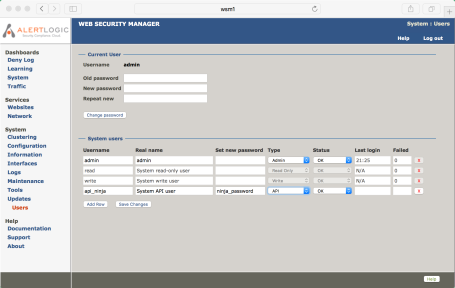 wsm1
ALERTLOGIC
WEB SECURITY MANAGER
System : Users
Help
Log out
Dashboards
Deny Log
Learning
System
Traffic
Services
Websites
Network
System
Clustering
Configuration
Information
Interfaces
Logs
Maintenance
Tools
Updates
Users
Help
Documentation
Support
About
Current User
Username admin
Old password
New password
Repeat new
Change password
System users
Username Real name Set new password Type Status Last login Failed
admin admin Admin OK 21:25 0 X
read System read-only user Read Only OK N/A 0 X
write System write user Write OK N/A 0 X
api_ninja System API user ninja_password API OK X
Add New Save Changes
Help